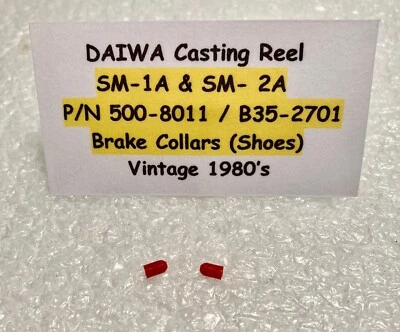 DAIWA Casting Reel
SM-1A & SM- 2A
P/N 500-8011 / B35-2701
Brake Collars (Shoes)
Vintage 1980's